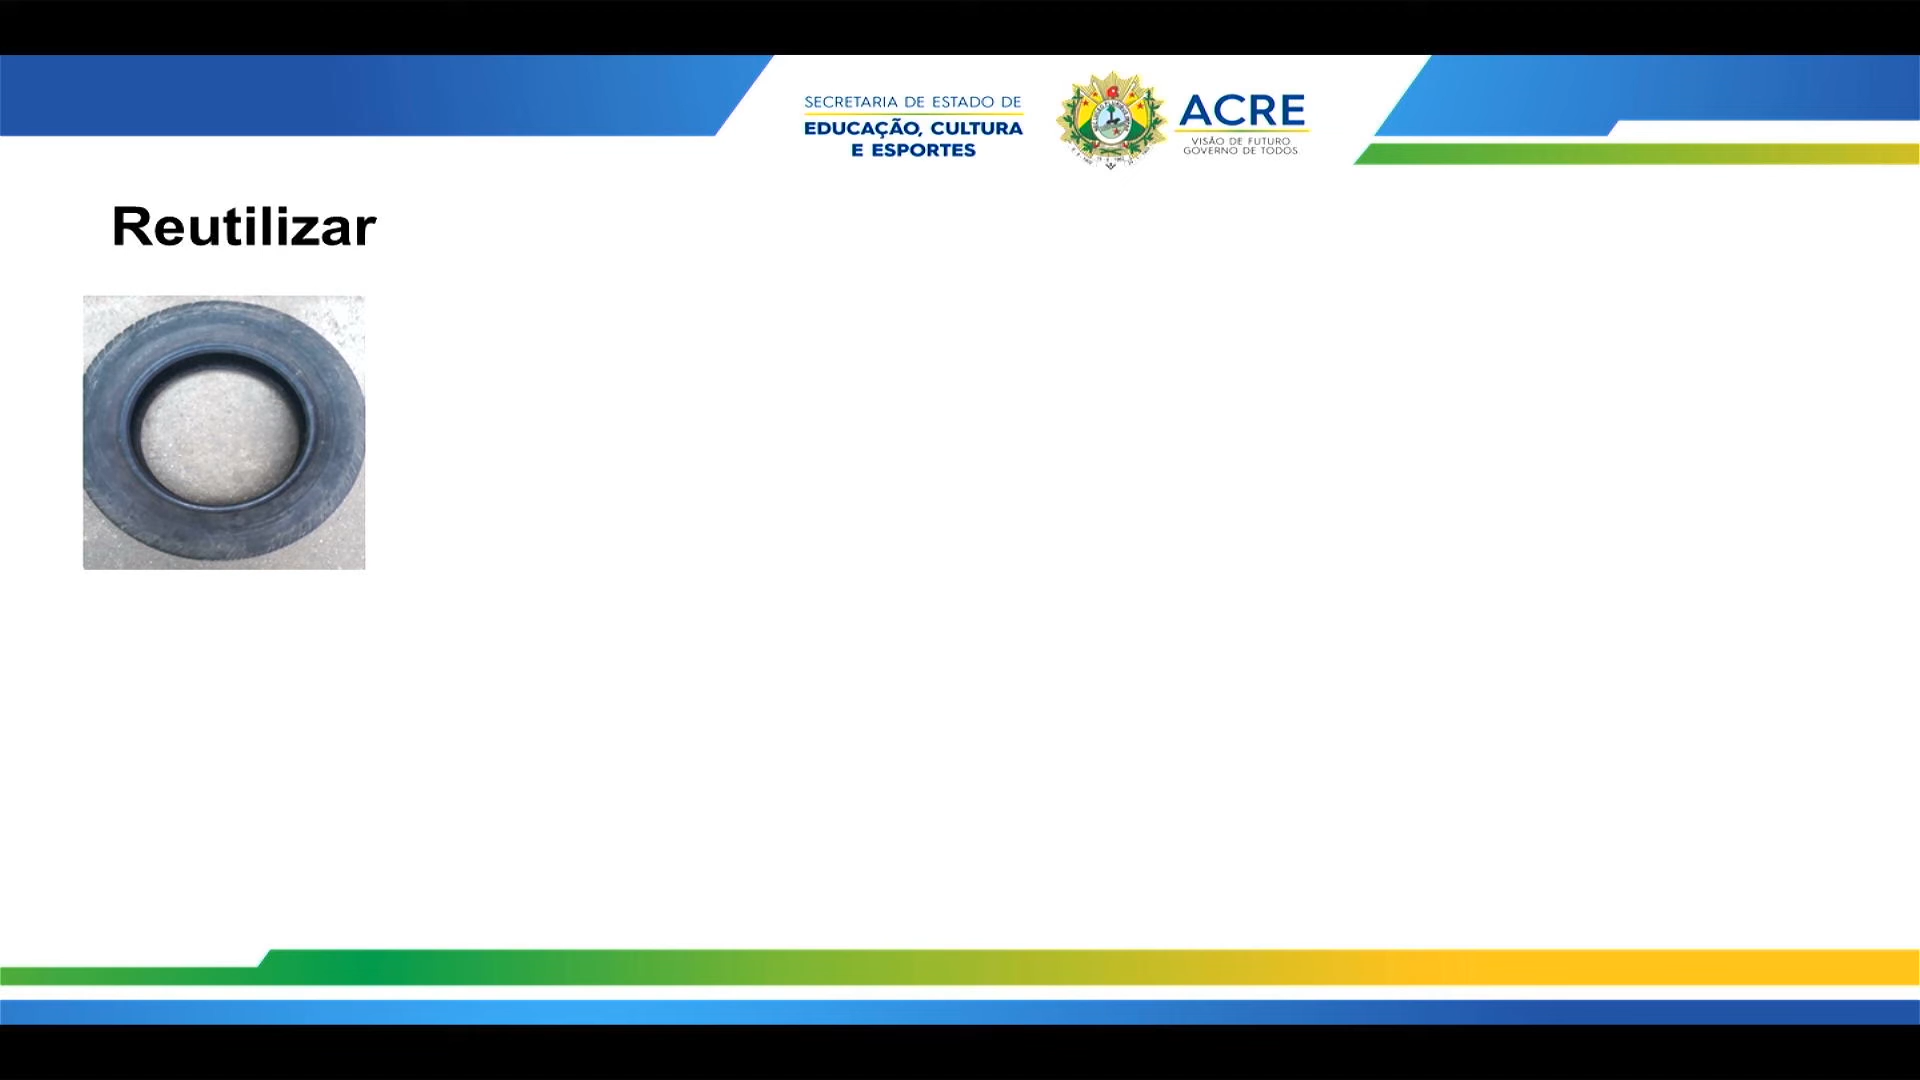 SECRETARIA DE ESTADO DE
EDUCAÇÃO, CULTURA
E ESPORTES
ACRE
VISÃO DE FUTURO
GOVERNO DE TODOS
Reutilizar